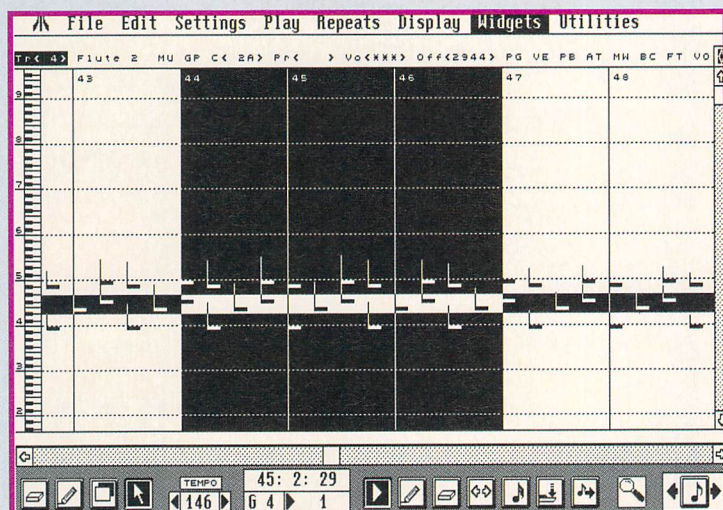 File Edit Settings Play Repeats Display Widgets Utilities
Tr< 4> Flute 2 MU GP C< 2A> Pr< > Vo<***> Off<2944> PG VE PB AT MW BC FT VO
43 44 45 46 47 48
9
8
7
6
5
4
3
2
TEMPO
45: 2: 29
146 6 4 1